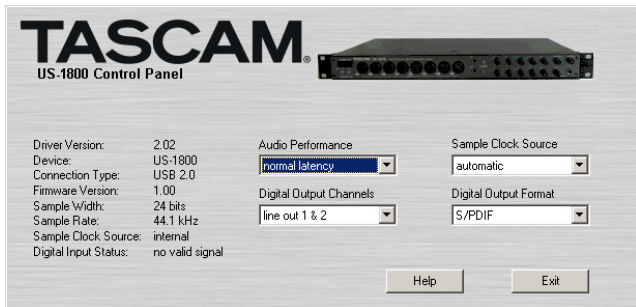 TASCAM®
US-1800 Control Panel
Driver Version: 2.02
Device: US-1800
Connection Type: USB 2.0
Firmware Version: 1.00
Sample Width: 24 bits
Sample Rate: 44.1 kHz
Sample Clock Source: internal
Digital Input Status: no valid signal
Audio Performance
normal latency
Sample Clock Source
automatic
Digital Output Channels
line out 1 & 2
Digital Output Format
S/PDIF
Help
Exit